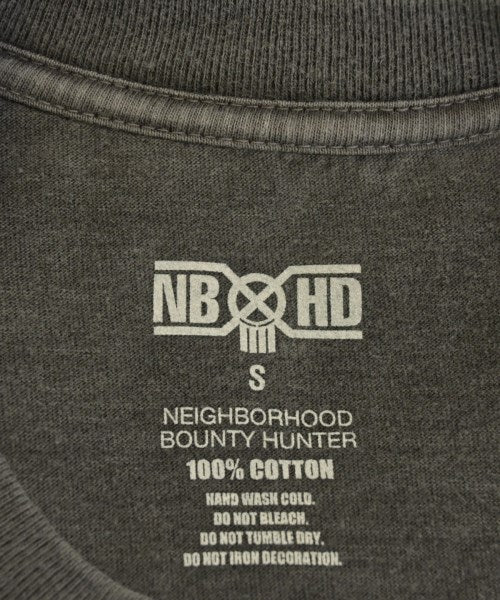 NB HD
S
NEIGHBORHOOD
BOUNTY HUNTER
100% COTTON
HAND WASH COLD.
DO NOT BLEACH.
DO NOT TUMBLE DRY.
DO NOT IRON DECORATION.